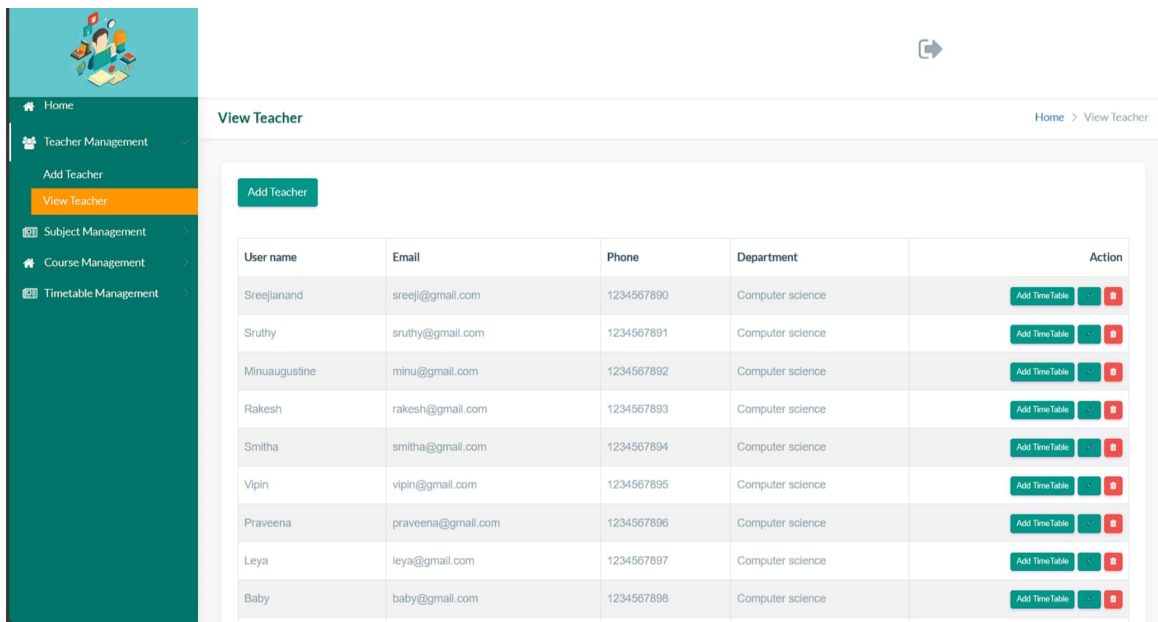 Home
Teacher Management
Add Teacher
View Teacher
Subject Management
Course Management
Timetable Management
View Teacher
Home > View Teacher
Add Teacher
User name Email Phone Department Action
Sreejianand sreeji@gmail.com 1234567890 Computer science Add TimeTable
Sruthy sruthy@gmail.com 1234567891 Computer science Add TimeTable
Minuaugustine minu@gmail.com 1234567892 Computer science Add TimeTable
Rakesh rakesh@gmail.com 1234567893 Computer science Add TimeTable
Smitha smitha@gmail.com 1234567894 Computer science Add TimeTable
Vipin vipin@gmail.com 1234567895 Computer science Add TimeTable
Praveena praveena@gmail.com 1234567896 Computer science Add TimeTable
Leya leya@gmail.com 1234567897 Computer science Add TimeTable
Baby baby@gmail.com 1234567898 Computer science Add TimeTable